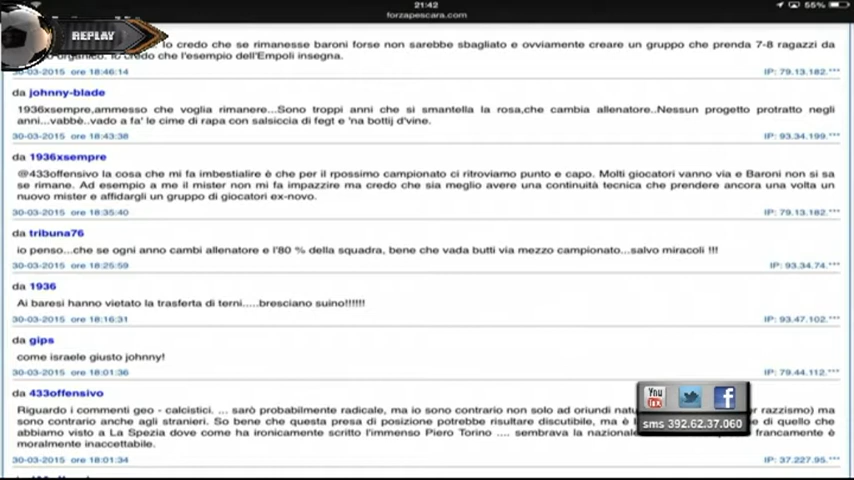 21:42
55%
forzapescara.com
REPLAY
Io credo che se rimanesse baroni forse non sarebbe sbagliato e ovviamente creare un gruppo che prenda 7-8 ragazzi da
credo che l'esempio dell'Empoli insegna.
30-03-2015 ore 18:46:14
IP: 79.13.182.***
da johnny-blade
1936xsempre,ammesso che voglia rimanere...Sono troppi anni che si smantella la rosa,che cambia allenatore..Nessun progetto protratto negli
anni...vabbè..vado a fa' le cime di rapa con salsiccia di fegt e 'na bottij d'vine.
30-03-2015 ore 18:43:38
IP: 93.34.199.***
da 1936xsempre
@433offensivo la cosa che mi fa imbestialire è che per il rpossimo campionato ci ritroviamo punto e capo. Molti giocatori vanno via e Baroni non si sa
se rimane. Ad esempio a me il mister non mi fa impazzire ma credo che sia meglio avere una continuità tecnica che prendere ancora una volta un
nuovo mister e affidargli un gruppo di giocatori ex-novo.
30-03-2015 ore 18:35:40
IP: 79.13.182.***
da tribuna76
io penso...che se ogni anno cambi allenatore e l'80 % della squadra, bene che vada butti via mezzo campionato...salvo miracoli !!!
30-03-2015 ore 18:25:59
IP: 93.34.74.***
da 1936
Ai baresi hanno vietato la trasferta di terni.....bresciano suino!!!!!!
30-03-2015 ore 18:16:31
IP: 93.47.102.***
da gips
come israele giusto johnny!
30-03-2015 ore 18:01:36
IP: 79.44.112.***
da 433offensivo
Riguardo i commenti geo - calcistici. ... sarò probabilmente radicale, ma io sono contrario non solo ad oriundi razzismo) ma
sono contrario anche agli stranieri. So bene che questa presa di posizione potrebbe risultare discutibile, ma è di quello che
abbiamo visto a La Spezia dove come ha ironicamente scritto l'immenso Piero Torino .... sembrava la nazionale francamente è
moralmente inaccettabile.
30-03-2015 ore 18:01:34
IP: 37.227.95.***
You
f
sms 392.62.37.060